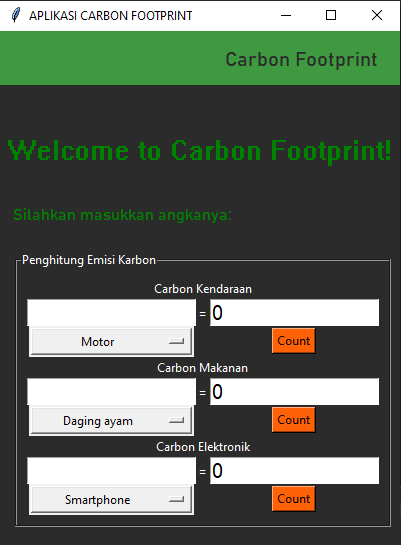 APLIKASI CARBON FOOTPRINT
Carbon Footprint
Welcome to Carbon Footprint!
Silahkan masukkan angkanya:
Penghitung Emisi Karbon
Carbon Kendaraan
= 0
Motor Count
Carbon Makanan
= 0
Daging ayam Count
Carbon Elektronik
= 0
Smartphone Count